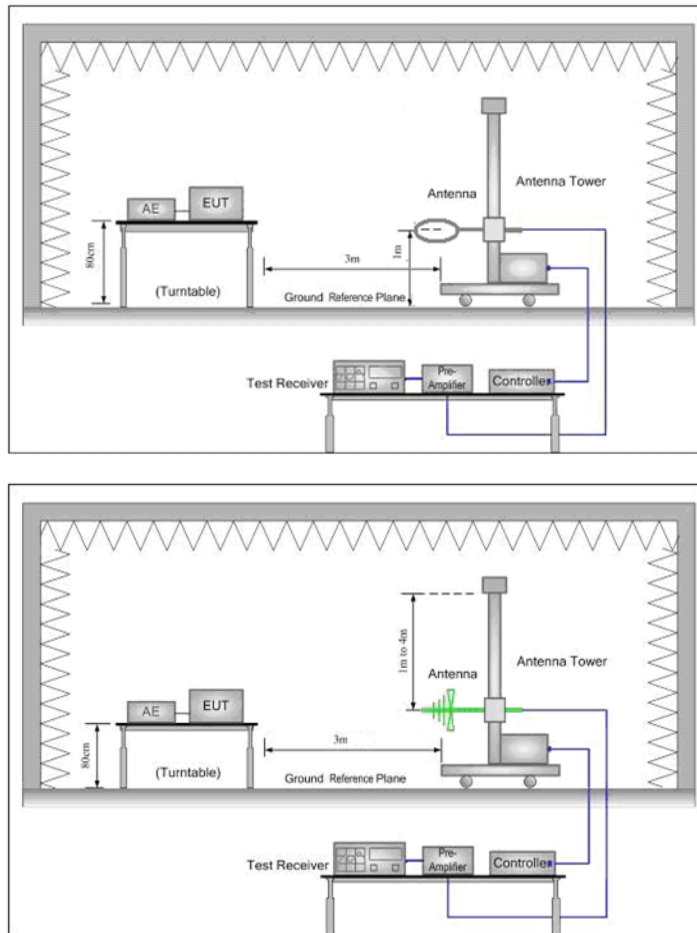 Antenna
Antenna Tower
AE
EUT
80cm
(Turntable)
3m
1m
Ground Reference Plane
Test Receiver
Pre-
Amplifier
Controller
1m to 4m
Antenna
Antenna Tower
AE
EUT
80cm
(Turntable)
3m
Ground Reference Plane
Test Receiver
Pre-
Amplifier
Controller